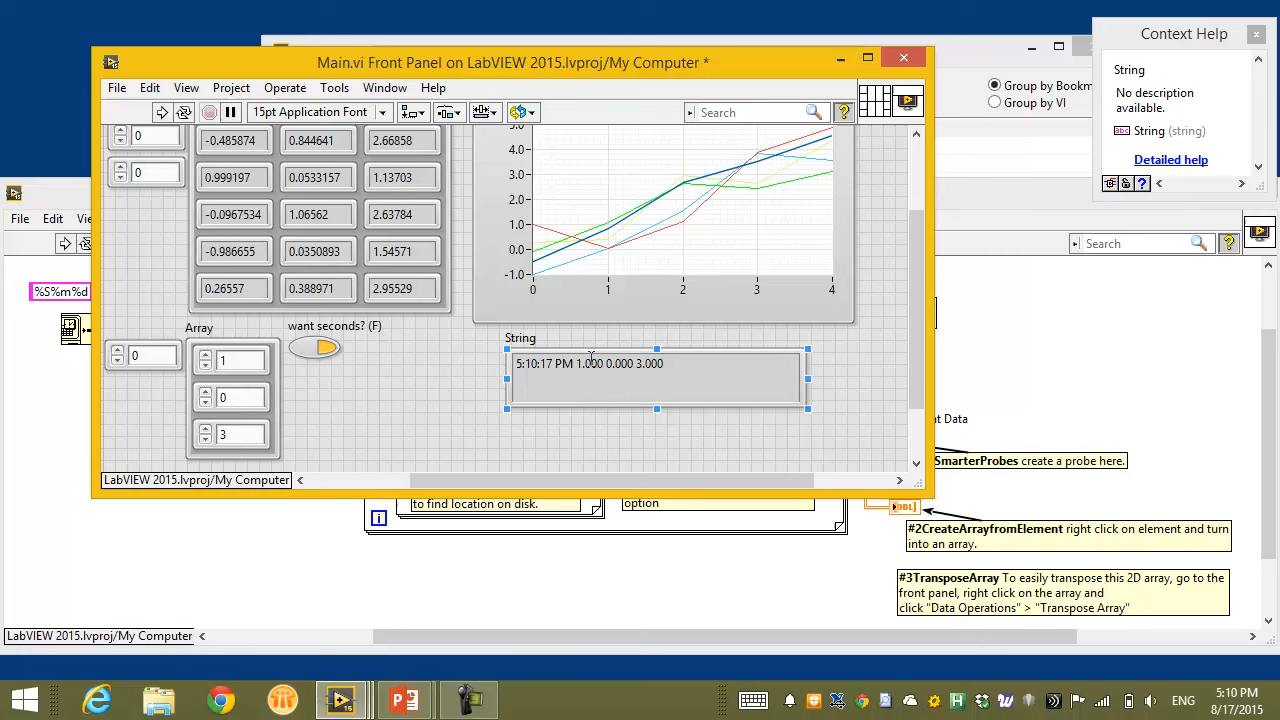 Context Help
String
No description
available.
String (string)
Detailed help
Group by Bookm
Group by VI
Main.vi Front Panel on LabVIEW 2015.lvproj/My Computer *
File Edit View Project Operate Tools Window Help
15pt Application Font
Search
0
0
-0.485874 0.844641 2.66858
0.999197 0.0533157 1.13703
-0.0967534 1.06562 2.63784
-0.986655 0.0350893 1.54571
0.26557 0.388971 2.95529
5.0
4.0
3.0
2.0
1.0
0.0
-1.0
0 1 2 3 4
Array
want seconds? (F)
0
1
0
3
String
5:10:17 PM 1.000 0.000 3.000
LabVIEW 2015.lvproj/My Computer
File Edit Vi
Search
%S%m%d
nt Data
SmarterProbes create a probe here.
to find location on disk.
option
i
DBL]
#2CreateArrayfromElement right click on element and turn
into an array.
#3TransposeArray To easily transpose this 2D array, go to the
front panel, right click on the array and
click "Data Operations" > "Transpose Array"
LabVIEW 2015.lvproj/My Computer
ENG
5:10 PM
8/17/2015